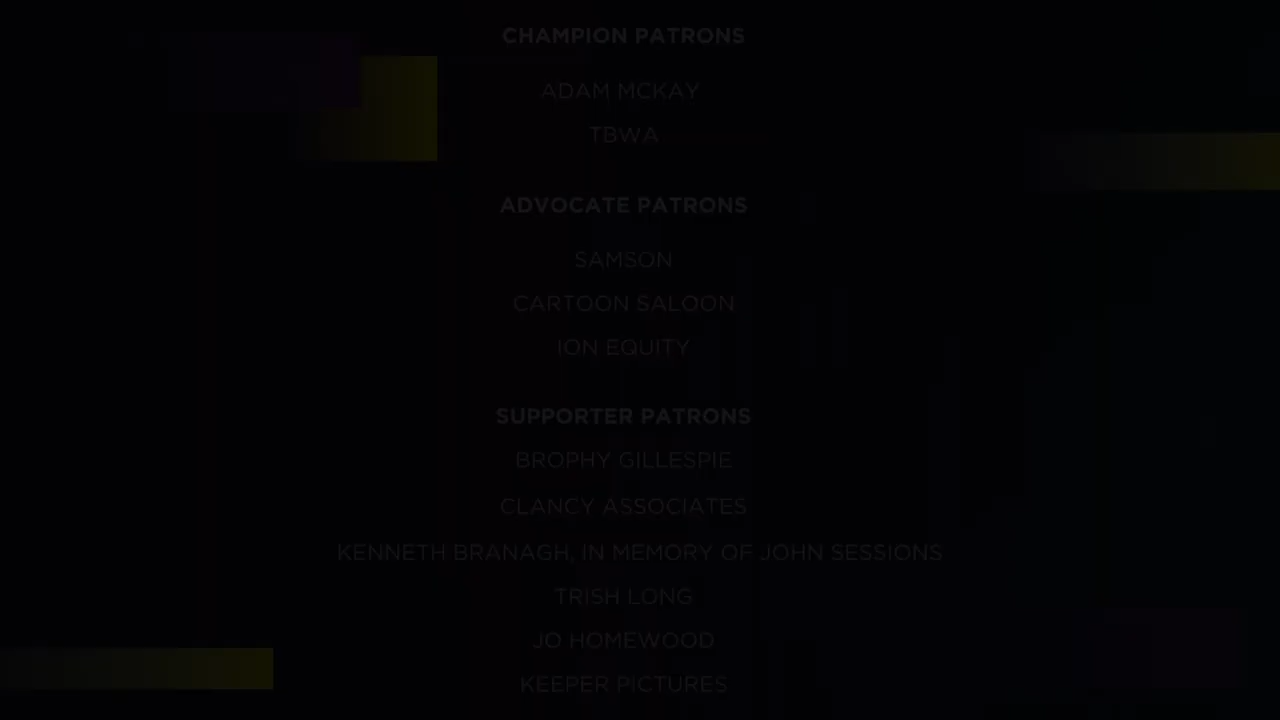 CHAMPION PATRONS
ADAM MCKAY
TBWA
ADVOCATE PATRONS
SAMSON
CARTOON SALOON
ION EQUITY
SUPPORTER PATRONS
BROPHY GILLESPIE
CLANCY ASSOCIATES
KENNETH BRANAGH, IN MEMORY OF JOHN SESSIONS
TRISH LONG
JO HOMEWOOD
KEEPER PICTURES